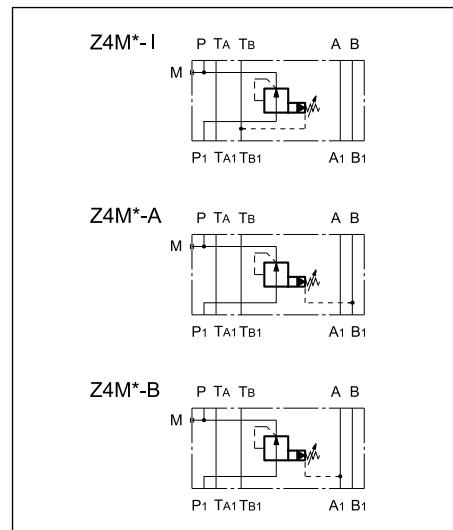 Z4M*-I
P TA TB A B
M
P1 TA1 TB1 A1 B1
Z4M*-A
P TA TB A B
M
P1 TA1 TB1 A1 B1
Z4M*-B
P TA TB A B
M
P1 TA1 TB1 A1 B1